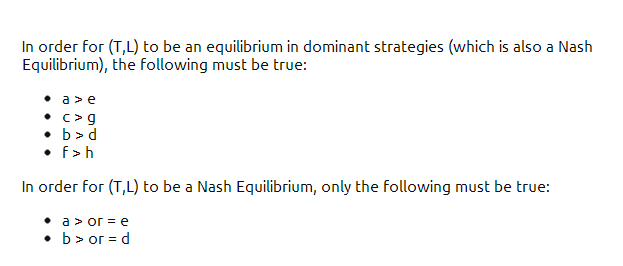 In order for (T,L) to be an equilibrium in dominant strategies (which is also a Nash
Equilibrium), the following must be true:
• a > e
• c > g
• b > d
• f > h
In order for (T,L) to be a Nash Equilibrium, only the following must be true:
• a > or = e
• b > or = d